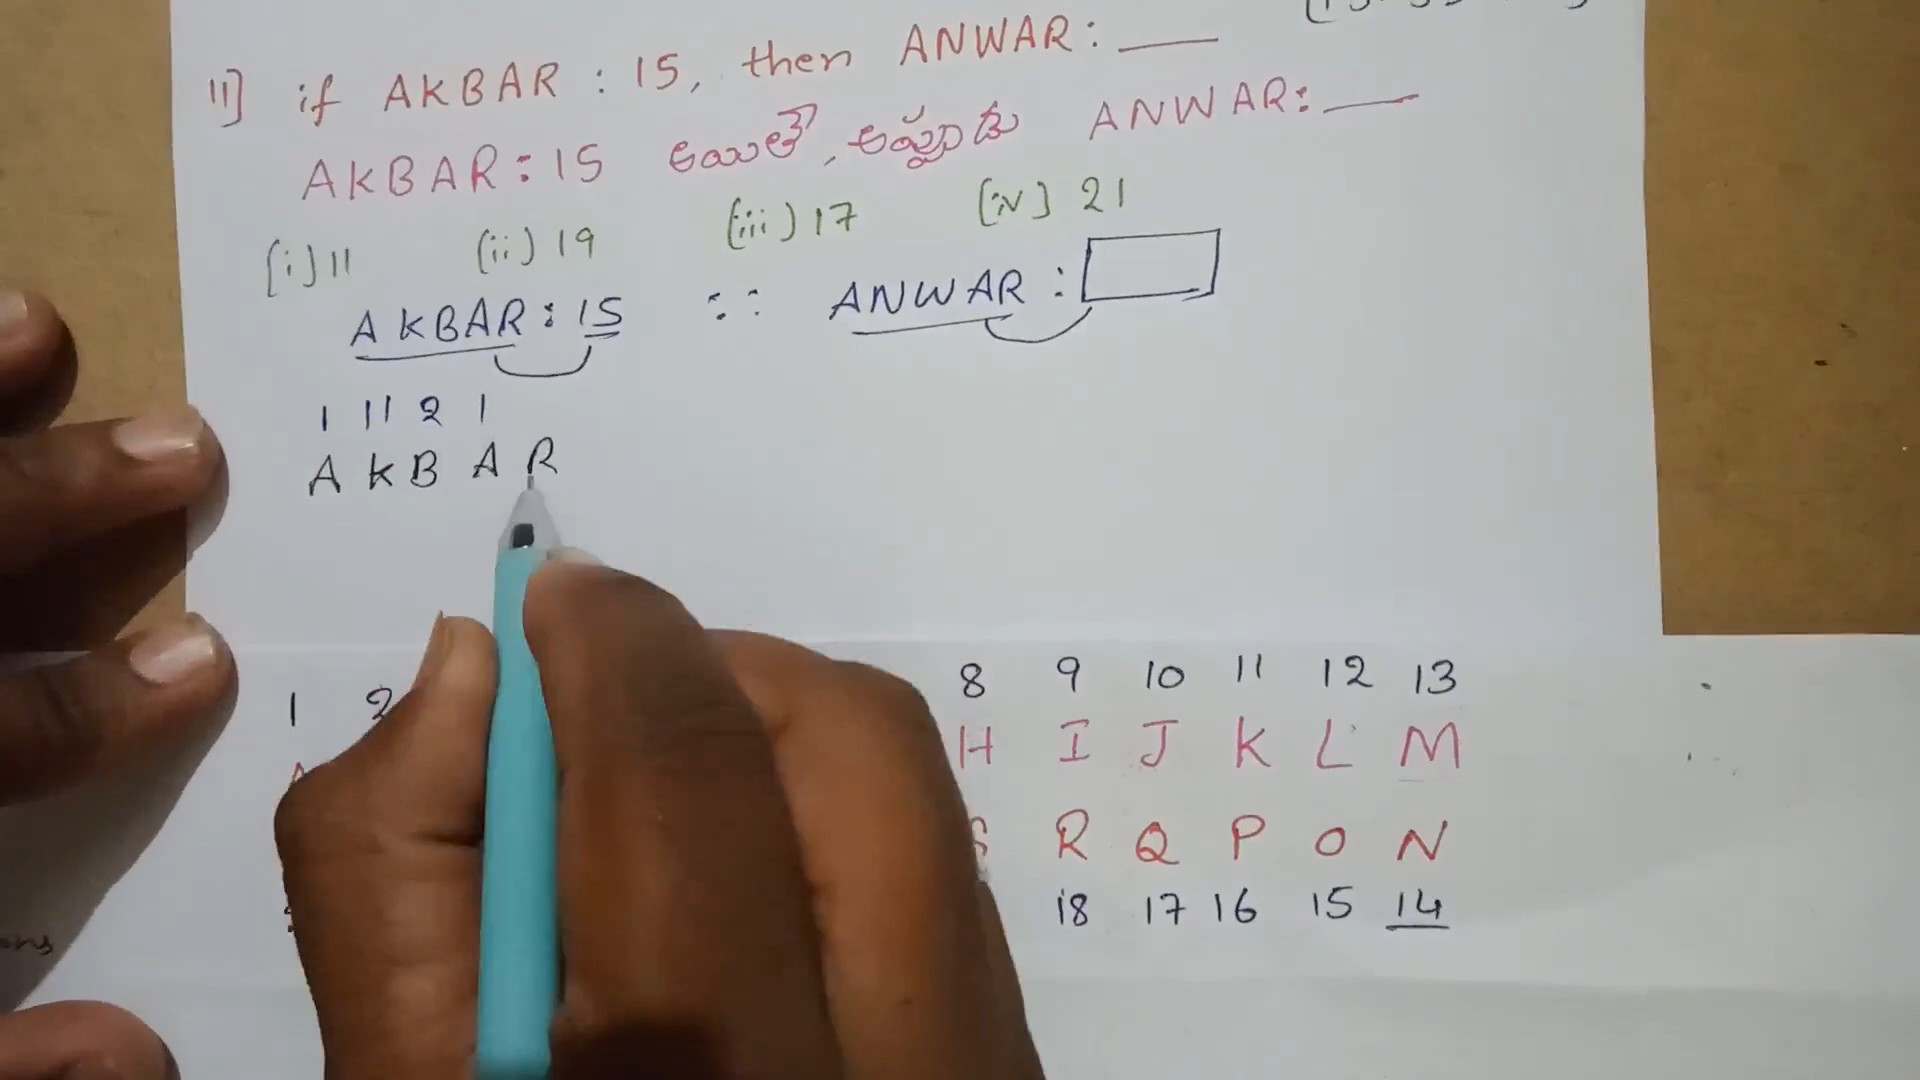 11] if AKBAR : 15, then ANWAR : ___
AKBAR : 15 అయితే, అప్పుడు ANWAR : ___
(i) 11 (ii) 19 (iii) 17 (iv) 21
AKBAR : 15 ∵ ANWAR :
1 11 2 1
A K B A R
1 2 8 9 10 11 12 13
H I J K L M
R Q P O N
18 17 16 15 14